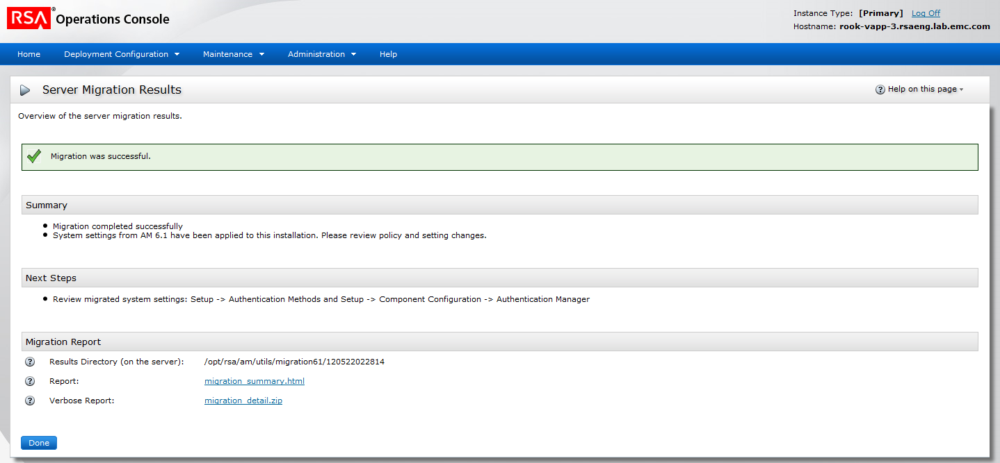 RSA® Operations Console
Instance Type: [Primary] Log Off
Hostname: rook-vapp-3.rsaeng.lab.emc.com
Home Deployment Configuration Maintenance Administration Help
Server Migration Results
? Help on this page
Overview of the server migration results.
Migration was successful.
Summary
• Migration completed successfully
• System settings from AM 6.1 have been applied to this installation. Please review policy and setting changes.
Next Steps
• Review migrated system settings: Setup -> Authentication Methods and Setup -> Component Configuration -> Authentication Manager
Migration Report
? Results Directory (on the server): /opt/rsa/am/utils/migration61/120522022814
? Report: migration_summary.html
? Verbose Report: migration_detail.zip
Done